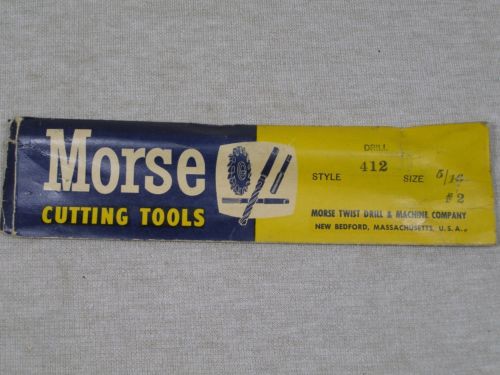 Morse
CUTTING TOOLS
DRILL
STYLE 412 SIZE 5/16
#2
MORSE TWIST DRILL & MACHINE COMPANY
NEW BEDFORD, MASSACHUSETTS, U.S.A.